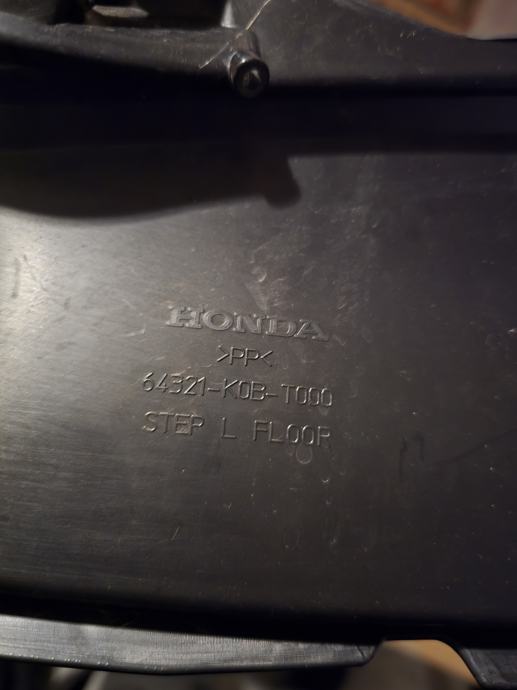 HONDA
>PP<
64321-K0B-T000
STEP L FLOOR